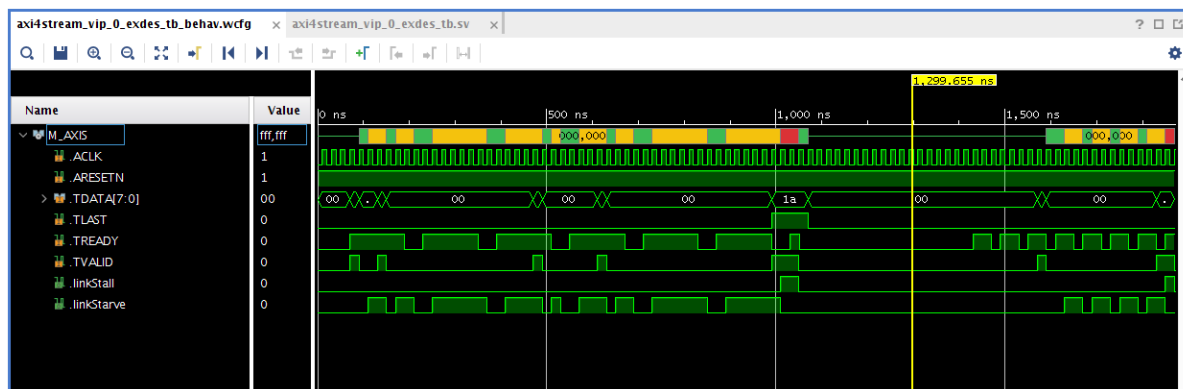 axi4stream_vip_0_exdes_tb_behav.wcfg × axi4stream_vip_0_exdes_tb.sv ×
?
1,299.655 ns
Name Value 0 ns 500 ns 1,000 ns 1,500 ns
M_AXIS fff,fff 000,000 000,000
.ACLK 1
.ARESETN 1
.TDATA[7:0] 00 00 . 00 00 00 1a 00 00 .
.TLAST 0
.TREADY 0
.TVALID 0
.linkStall 0
.linkStarve 0